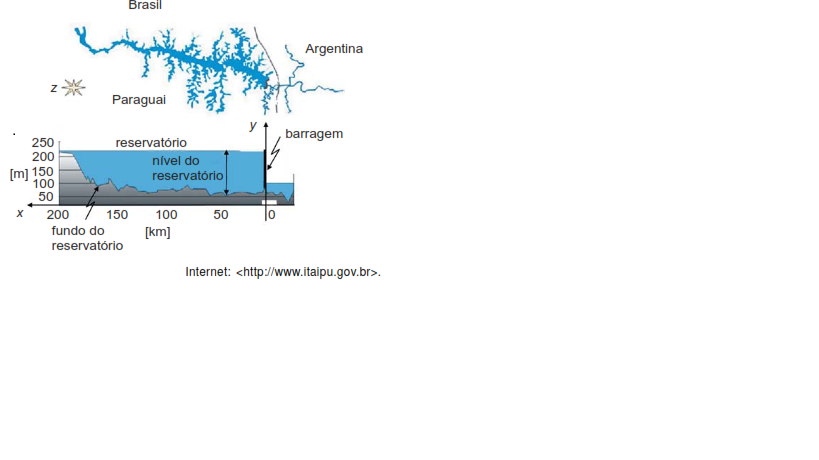 Brasil
Argentina
z
Paraguai
y
barragem
.
reservatório
250
200
nível do
[m] 150
reservatório
100
50
x
200 150 100 50 0
fundo do
reservatório
[km]
Internet: <http://www.itaipu.gov.br>.